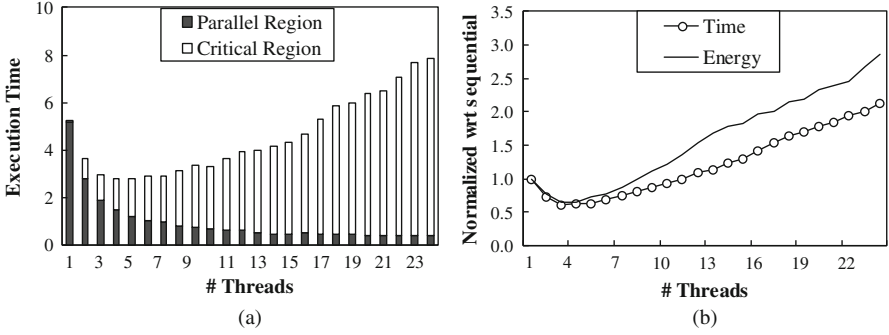 10
8
6
4
2
0
Execution Time
Parallel Region
Critical Region
1 3 5 7 9 11 13 15 17 19 21 23
# Threads
(a)
3.5
3.0
2.5
2.0
1.5
1.0
0.5
0.0
Normalized wrt sequential
Time
Energy
1 4 7 10 13 16 19 22
# Threads
(b)